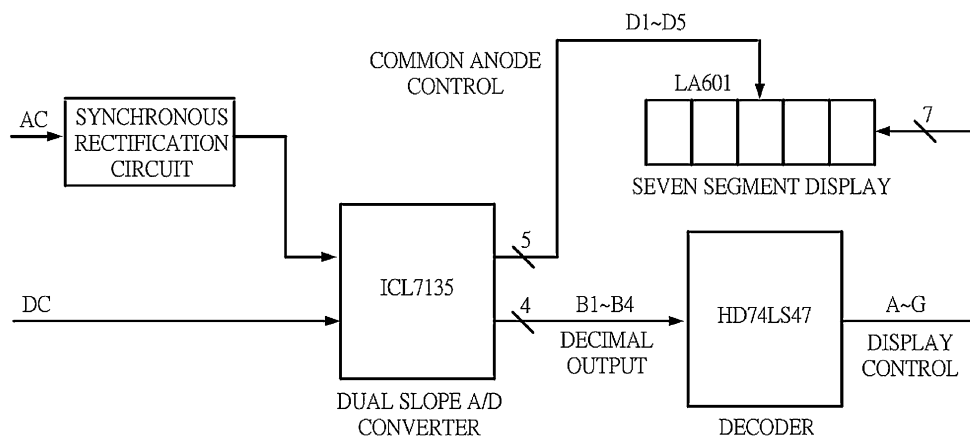 D1~D5
COMMON ANODE
CONTROL
LA601
AC
SYNCHRONOUS
RECTIFICATION
CIRCUIT
7
SEVEN SEGMENT DISPLAY
5
ICL7135
DC
4
B1~B4
DECIMAL
OUTPUT
HD74LS47
A~G
DISPLAY
CONTROL
DUAL SLOPE A/D
CONVERTER
DECODER